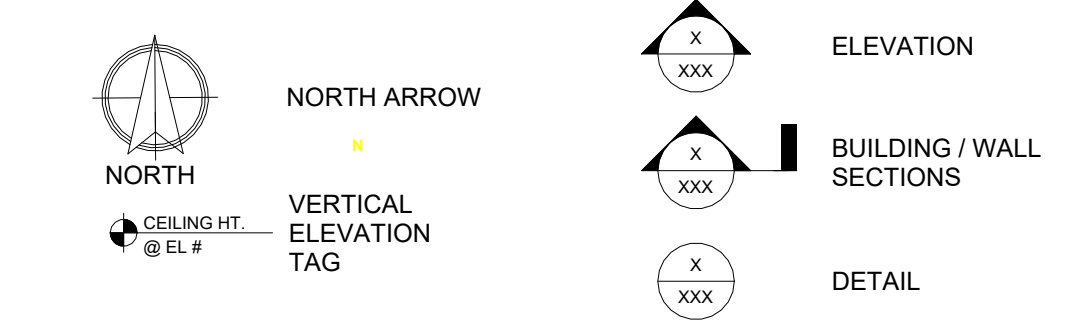 NORTH
NORTH ARROW
N
CEILING HT.
@ EL #
VERTICAL
ELEVATION
TAG
X
XXX
ELEVATION
X
XXX
BUILDING / WALL
SECTIONS
X
XXX
DETAIL